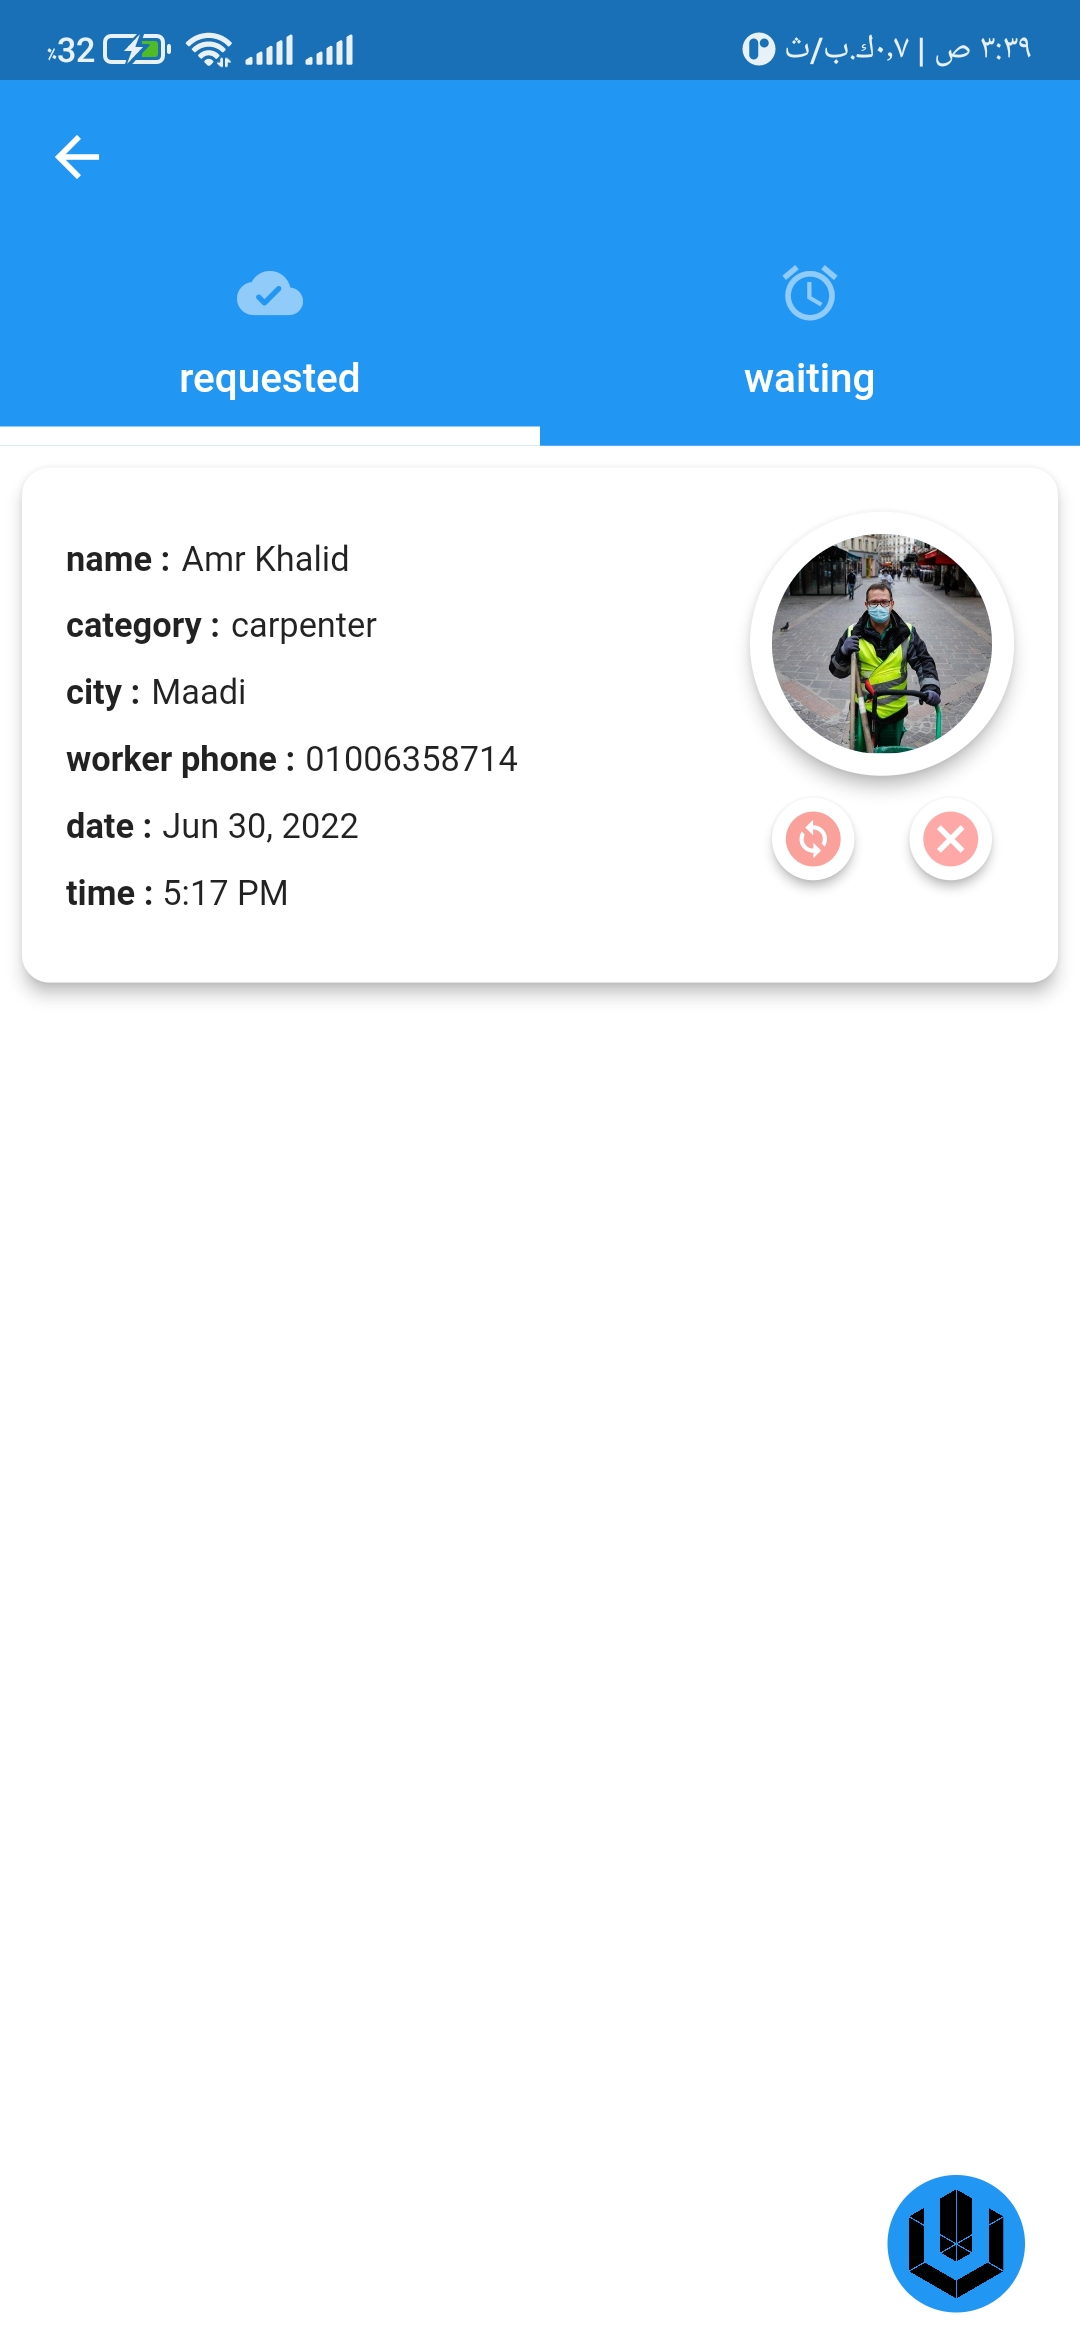 ٪32
٣:٣٩ ص | ٠,٧ك.ب/ث
requested
waiting
name : Amr Khalid
category : carpenter
city : Maadi
worker phone : 01006358714
date : Jun 30, 2022
time : 5:17 PM